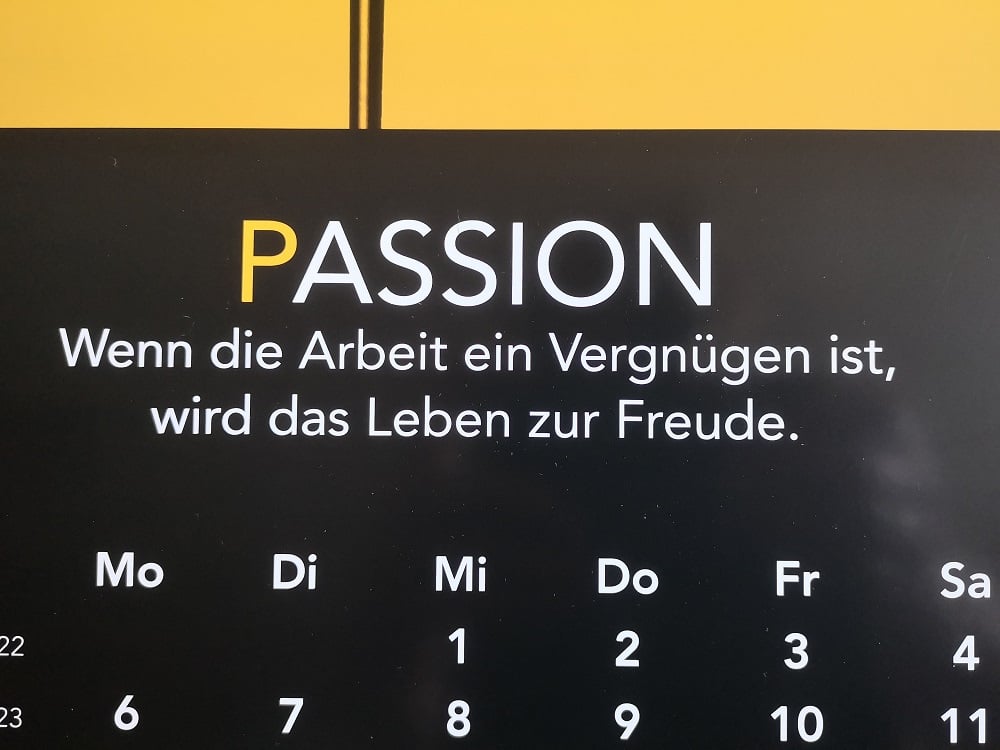 PASSION
Wenn die Arbeit ein Vergnügen ist,
wird das Leben zur Freude.
Mo Di Mi Do Fr Sa
22 1 2 3 4
23 6 7 8 9 10 11